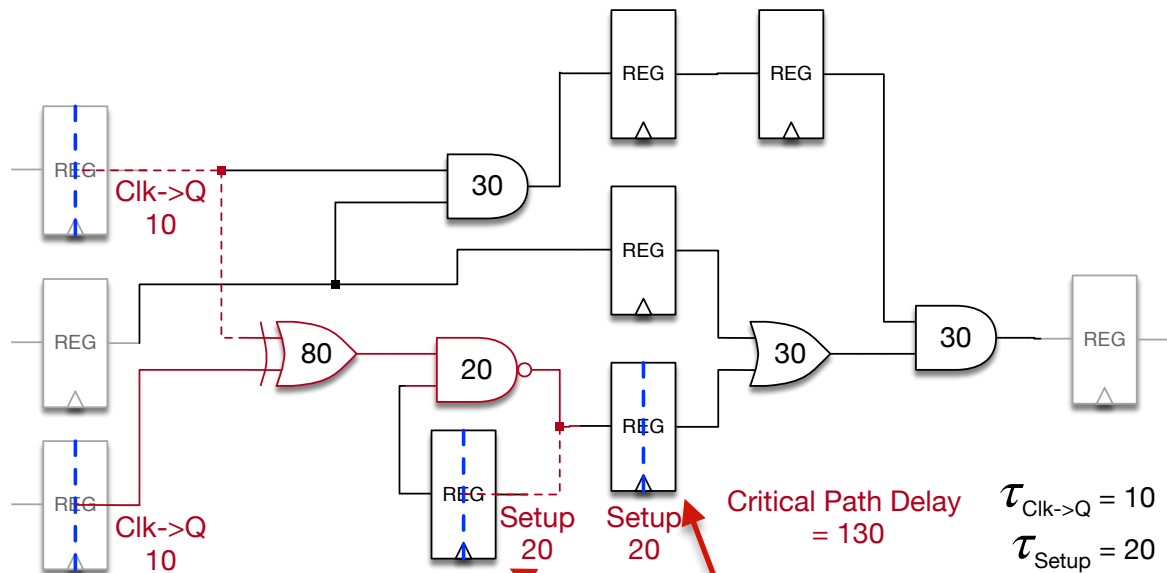 REG
REG
REG
Clk->Q
10
30
REG
REG
80
20
30
30
REG
REG
REG
REG
Clk->Q
10
Setup
20
Setup
20
Critical Path Delay
= 130
τClk->Q = 10
τSetup = 20